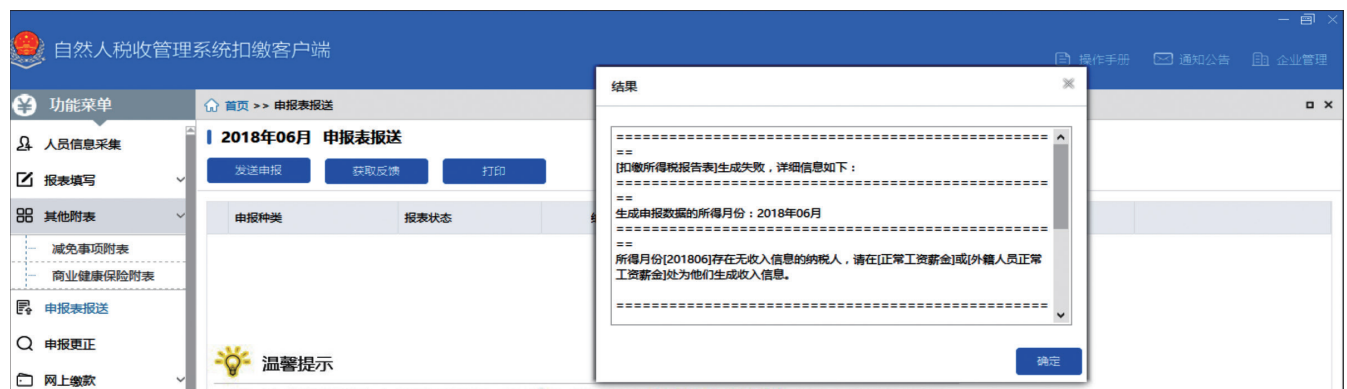 自然人税收管理系统扣缴客户端
操作手册 通知公告 企业管理
功能菜单
首页 >> 申报表报送
人员信息采集
报表填写
其他附表
减免事项附表
商业健康保险附表
申报表报送
申报更正
网上缴款
2018年06月 申报表报送
发送申报 获取反馈 打印
申报种类 报表状态
温馨提示
结果
==================================================
==
[扣缴所得税报告表]生成失败，详细信息如下：
==================================================
==
生成申报数据的所得月份：2018年06月
==================================================
==
所得月份[201806]存在无收入信息的纳税人，请在[正常工资薪金]或[外籍人员正常
工资薪金]处为他们生成收入信息。
==================================================
确定